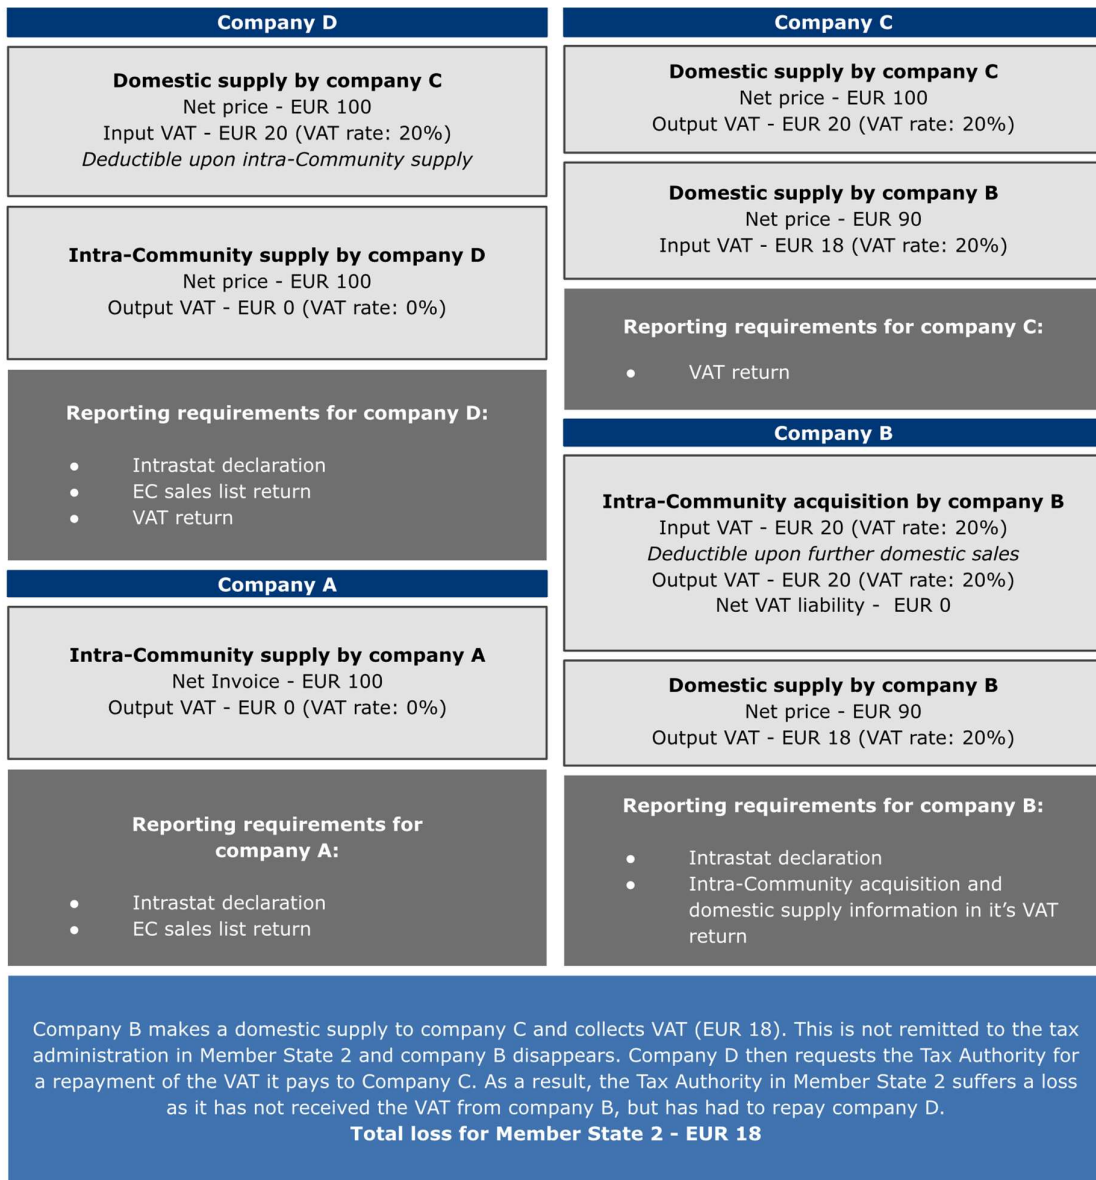 Company D
Domestic supply by company C
Net price - EUR 100
Input VAT - EUR 20 (VAT rate: 20%)
Deductible upon intra-Community supply
Intra-Community supply by company D
Net price - EUR 100
Output VAT - EUR 0 (VAT rate: 0%)
Reporting requirements for company D:
● Intrastat declaration
● EC sales list return
● VAT return
Company A
Intra-Community supply by company A
Net Invoice - EUR 100
Output VAT - EUR 0 (VAT rate: 0%)
Reporting requirements for
company A:
● Intrastat declaration
● EC sales list return
Company C
Domestic supply by company C
Net price - EUR 100
Output VAT - EUR 20 (VAT rate: 20%)
Domestic supply by company B
Net price - EUR 90
Input VAT - EUR 18 (VAT rate: 20%)
Reporting requirements for company C:
● VAT return
Company B
Intra-Community acquisition by company B
Input VAT - EUR 20 (VAT rate: 20%)
Deductible upon further domestic sales
Output VAT - EUR 20 (VAT rate: 20%)
Net VAT liability - EUR 0
Domestic supply by company B
Net price - EUR 90
Output VAT - EUR 18 (VAT rate: 20%)
Reporting requirements for company B:
● Intrastat declaration
● Intra-Community acquisition and
domestic supply information in it's VAT
return
Company B makes a domestic supply to company C and collects VAT (EUR 18). This is not remitted to the tax
administration in Member State 2 and company B disappears. Company D then requests the Tax Authority for
a repayment of the VAT it pays to Company C. As a result, the Tax Authority in Member State 2 suffers a loss
as it has not received the VAT from company B, but has had to repay company D.
Total loss for Member State 2 - EUR 18